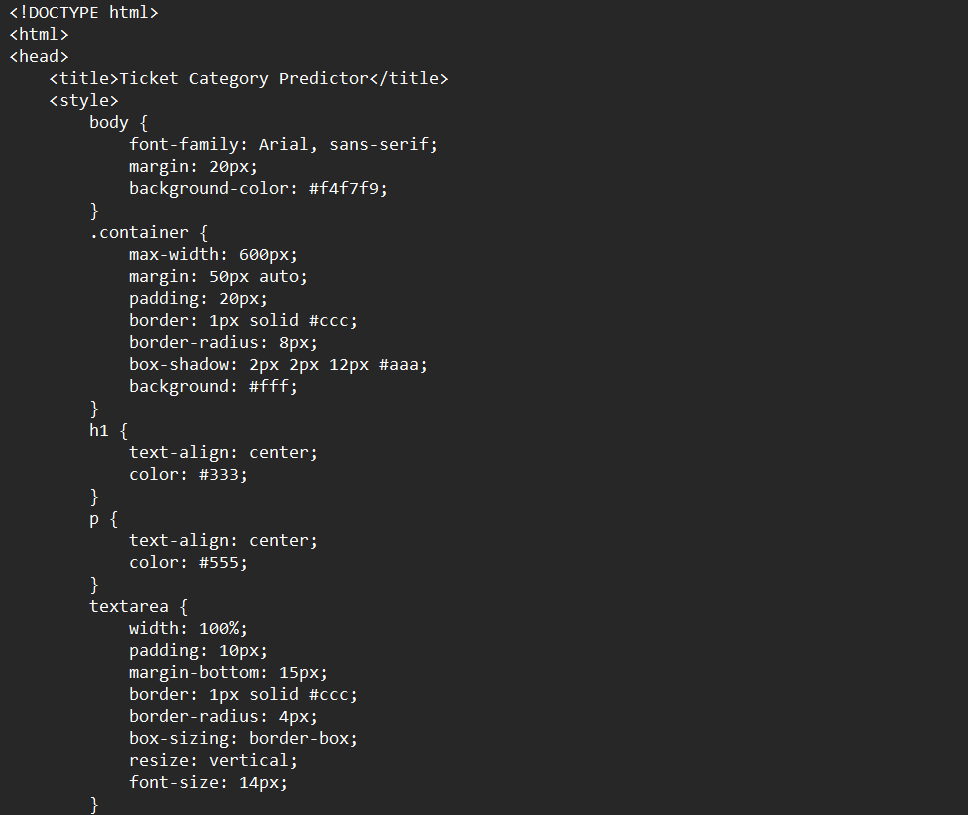 <!DOCTYPE html>
<html>
<head>
    <title>Ticket Category Predictor</title>
    <style>
        body {
            font-family: Arial, sans-serif;
            margin: 20px;
            background-color: #f4f7f9;
        }
        .container {
            max-width: 600px;
            margin: 50px auto;
            padding: 20px;
            border: 1px solid #ccc;
            border-radius: 8px;
            box-shadow: 2px 2px 12px #aaa;
            background: #fff;
        }
        h1 {
            text-align: center;
            color: #333;
        }
        p {
            text-align: center;
            color: #555;
        }
        textarea {
            width: 100%;
            padding: 10px;
            margin-bottom: 15px;
            border: 1px solid #ccc;
            border-radius: 4px;
            box-sizing: border-box;
            resize: vertical;
            font-size: 14px;
        }